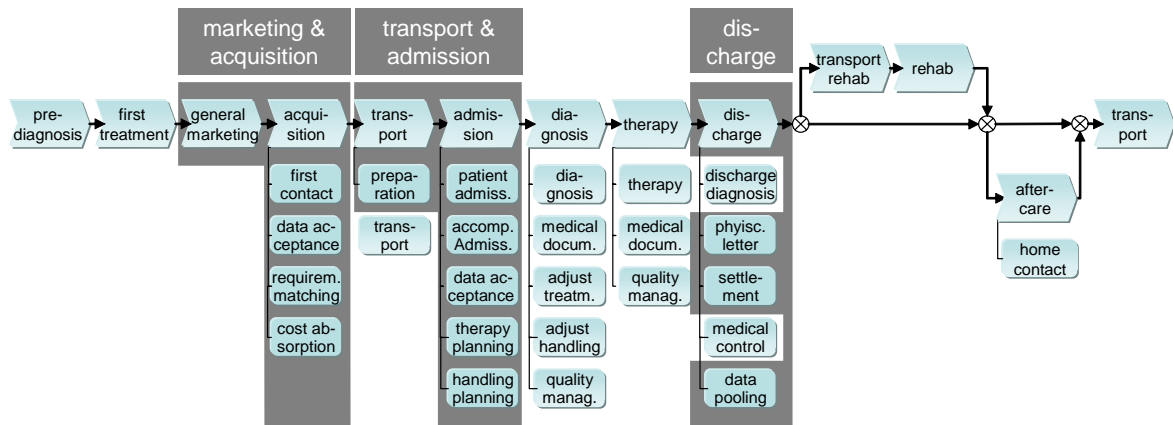 marketing &
acquisition
transport &
admission
dis-
charge
pre-
diagnosis
first
treatment
general
marketing
acqui-
sition
trans-
port
admis-
sion
dia-
gnosis
therapy
dis-
charge
transport
rehab
rehab
trans-
port
after-
care
home
contact
first
contact
data ac-
ceptance
requirem.
matching
cost ab-
sorption
prepa-
ration
trans-
port
patient
admiss.
accomp.
Admiss.
data ac-
ceptance
therapy
planning
handling
planning
dia-
gnosis
medical
docum.
adjust
treatm.
adjust
handling
quality
manag.
therapy
medical
docum.
quality
manag.
discharge
diagnosis
phyisc.
letter
settle-
ment
medical
control
data
pooling